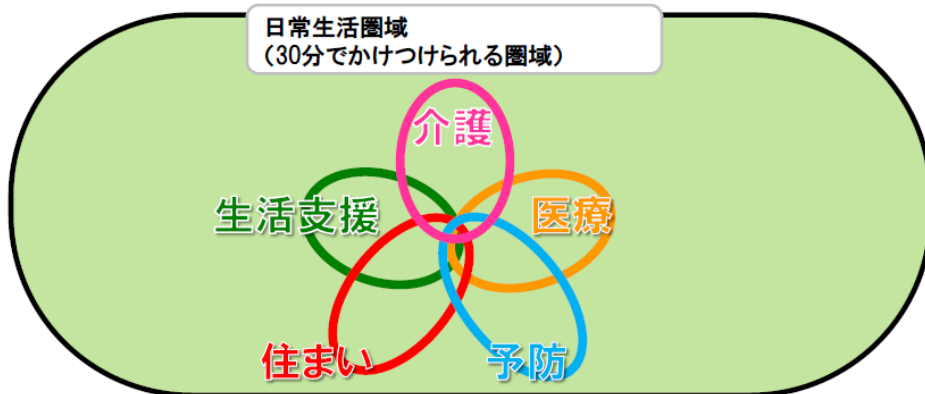 日常生活圏域
（30分でかけつけられる圏域）
介護
生活支援
医療
住まい
予防